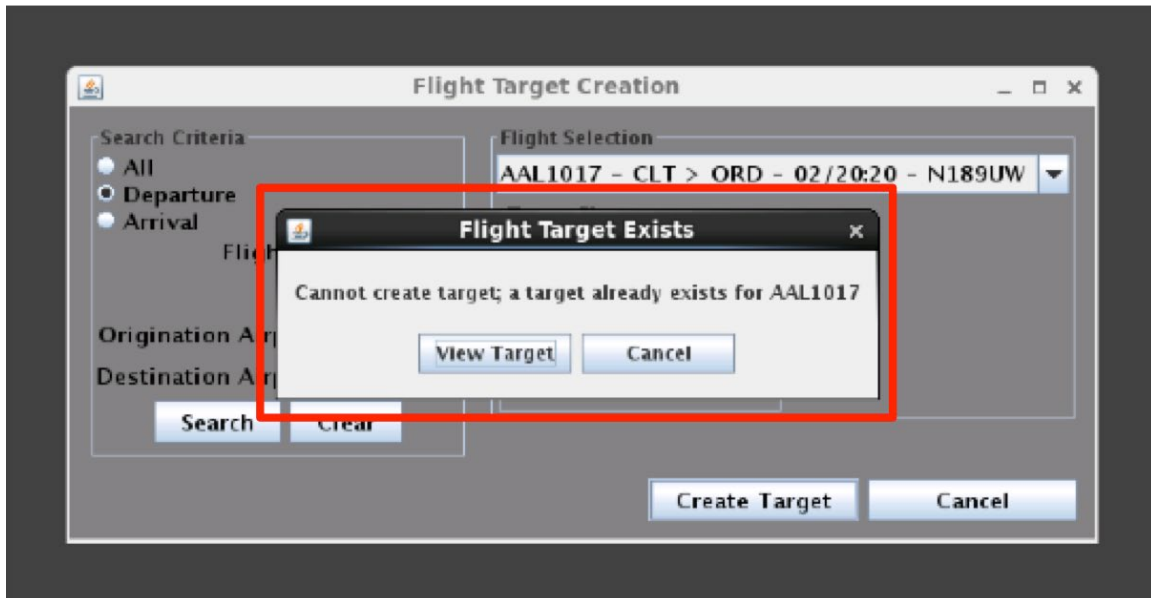 Flight Target Creation
Search Criteria
All
Departure
Arrival
Origination
Destination
Search
Flight Selection
AAL1017 - CLT > ORD - 02/20:20 - N189UW
Flight Target Exists
Cannot create target; a target already exists for AAL1017
View Target Cancel
Create Target Cancel